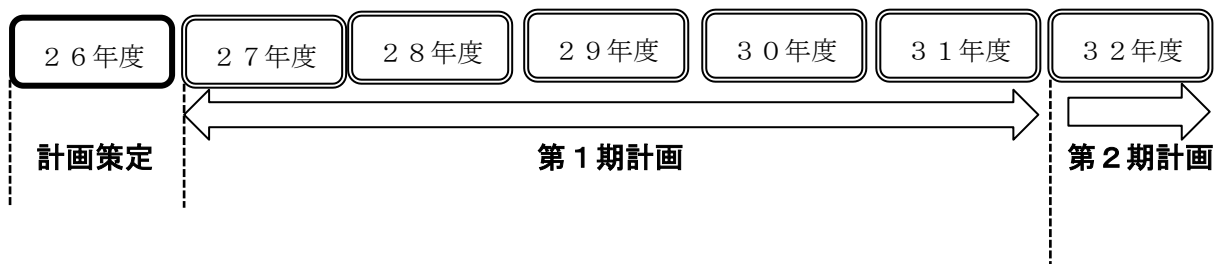 ２６年度 ２７年度 ２８年度 ２９年度 ３０年度 ３１年度 ３２年度
計画策定 第１期計画 第２期計画